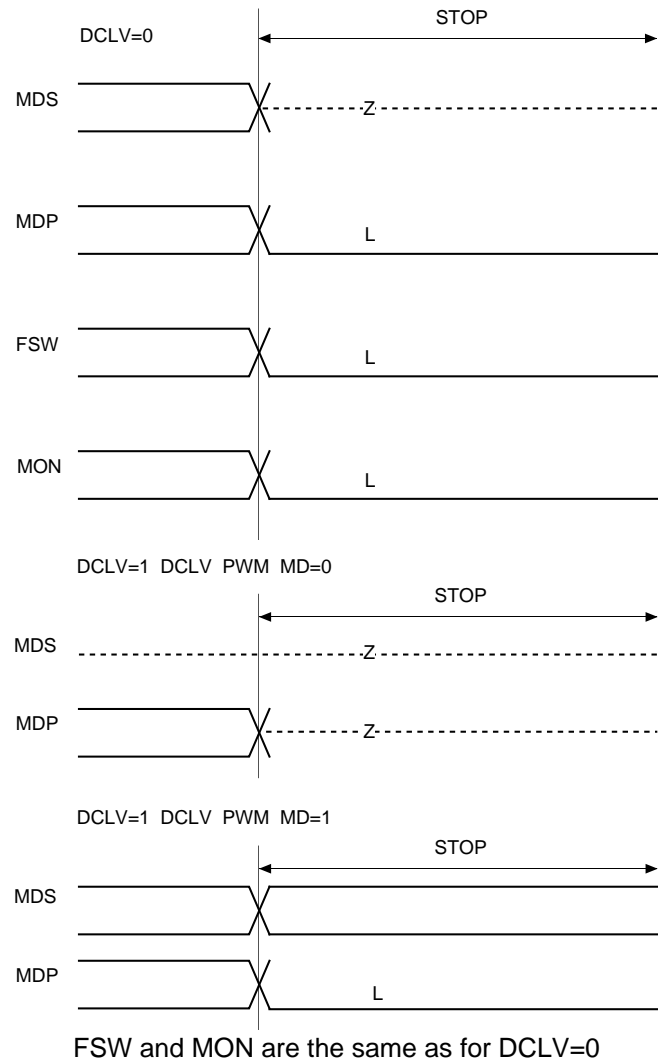 DCLV=0
STOP
MDS
Z
MDP
L
FSW
L
MON
L
DCLV=1 DCLV PWM MD=0
STOP
MDS
Z
MDP
Z
DCLV=1 DCLV PWM MD=1
STOP
MDS
MDP
L
FSW and MON are the same as for DCLV=0